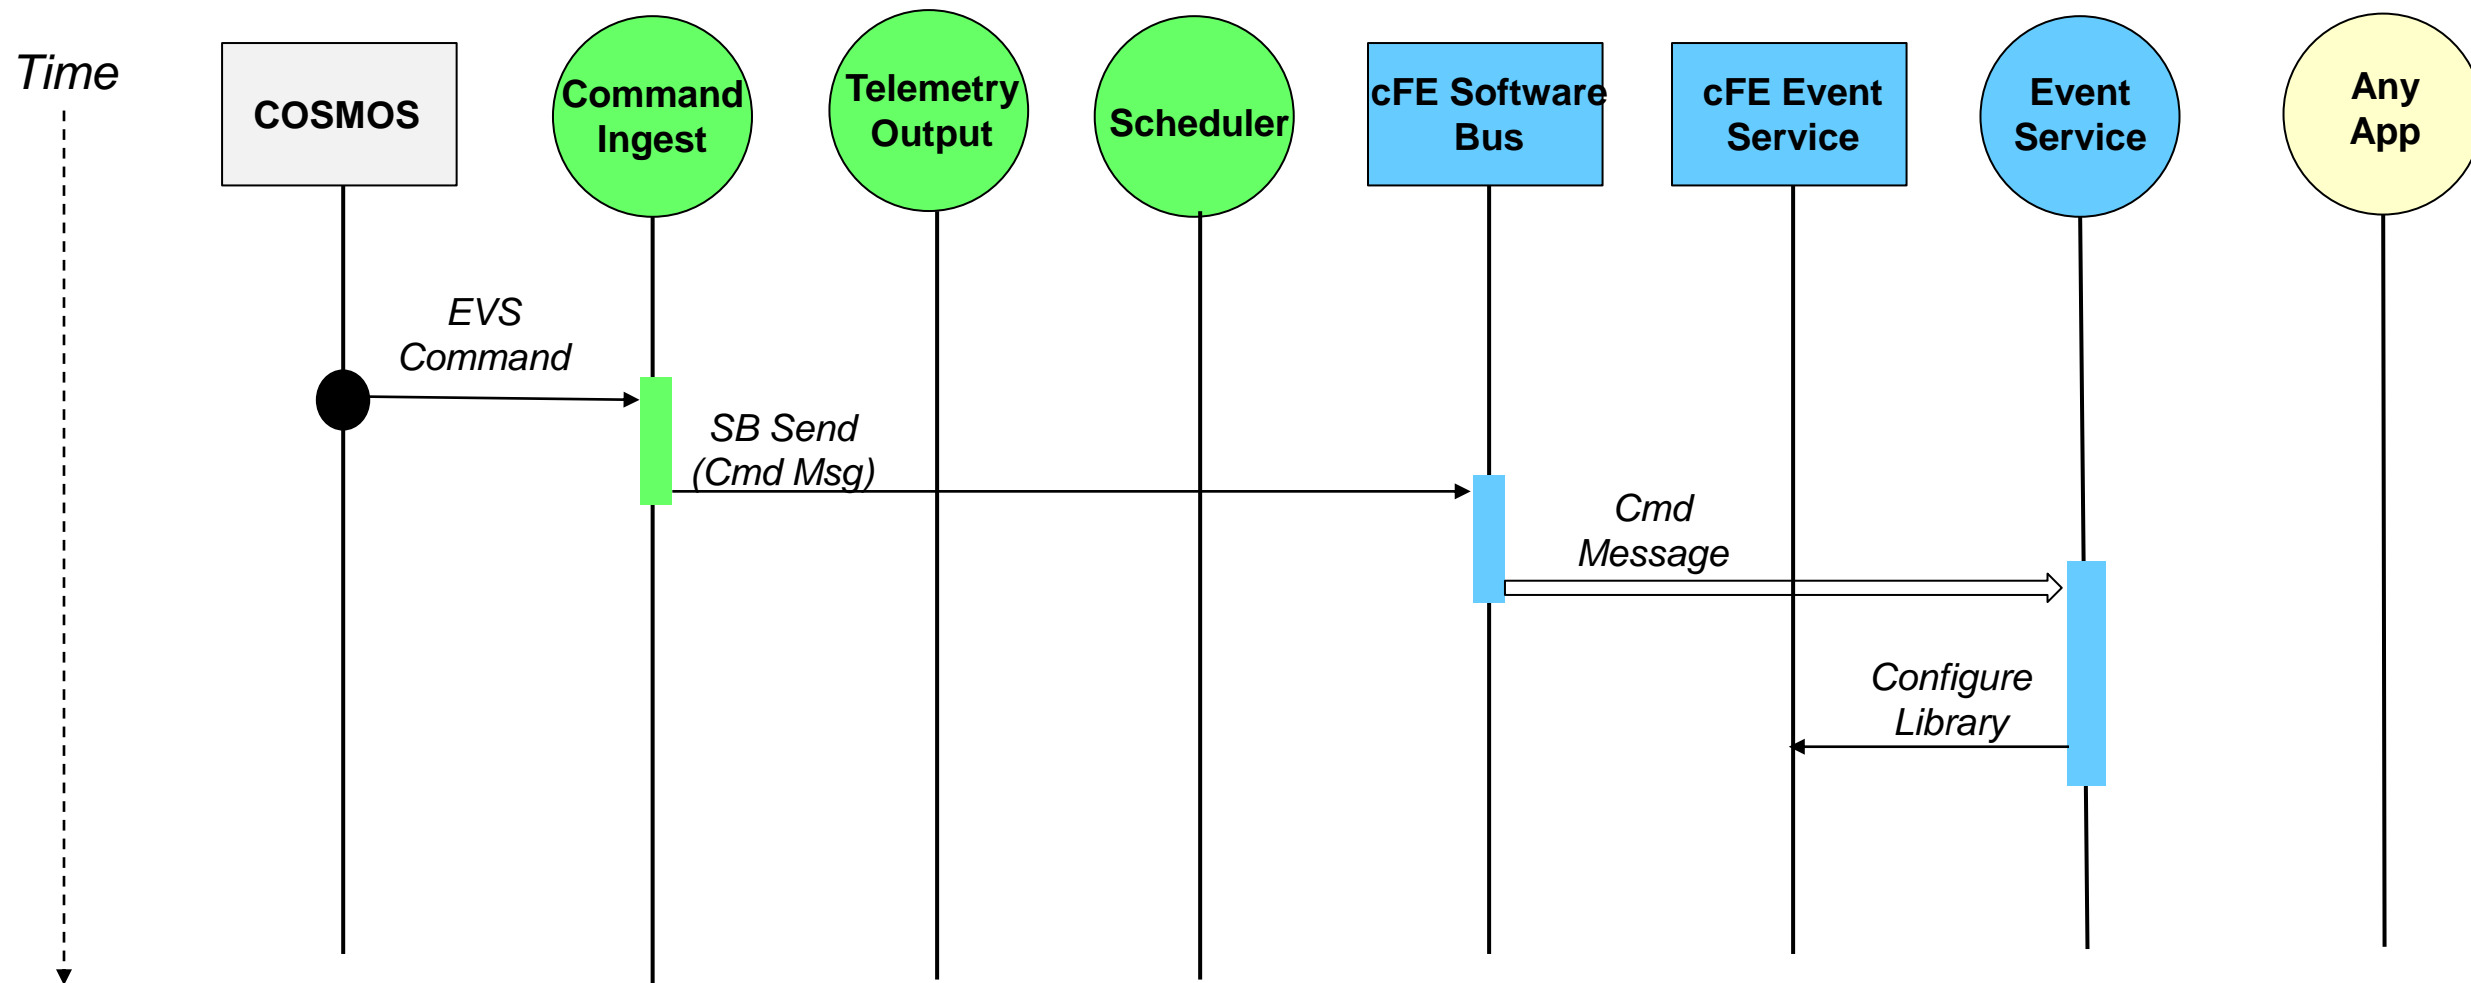 Time
COSMOS
Command
Ingest
Telemetry
Output
Scheduler
cFE Software
Bus
cFE Event
Service
Event
Service
Any
App
EVS
Command
SB Send
(Cmd Msg)
Cmd
Message
Configure
Library